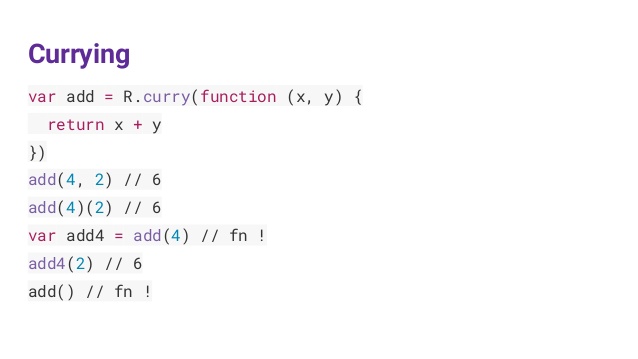 Currying
var add = R.curry(function (x, y) {
  return x + y
})
add(4, 2) // 6
add(4)(2) // 6
var add4 = add(4) // fn !
add4(2) // 6
add() // fn !